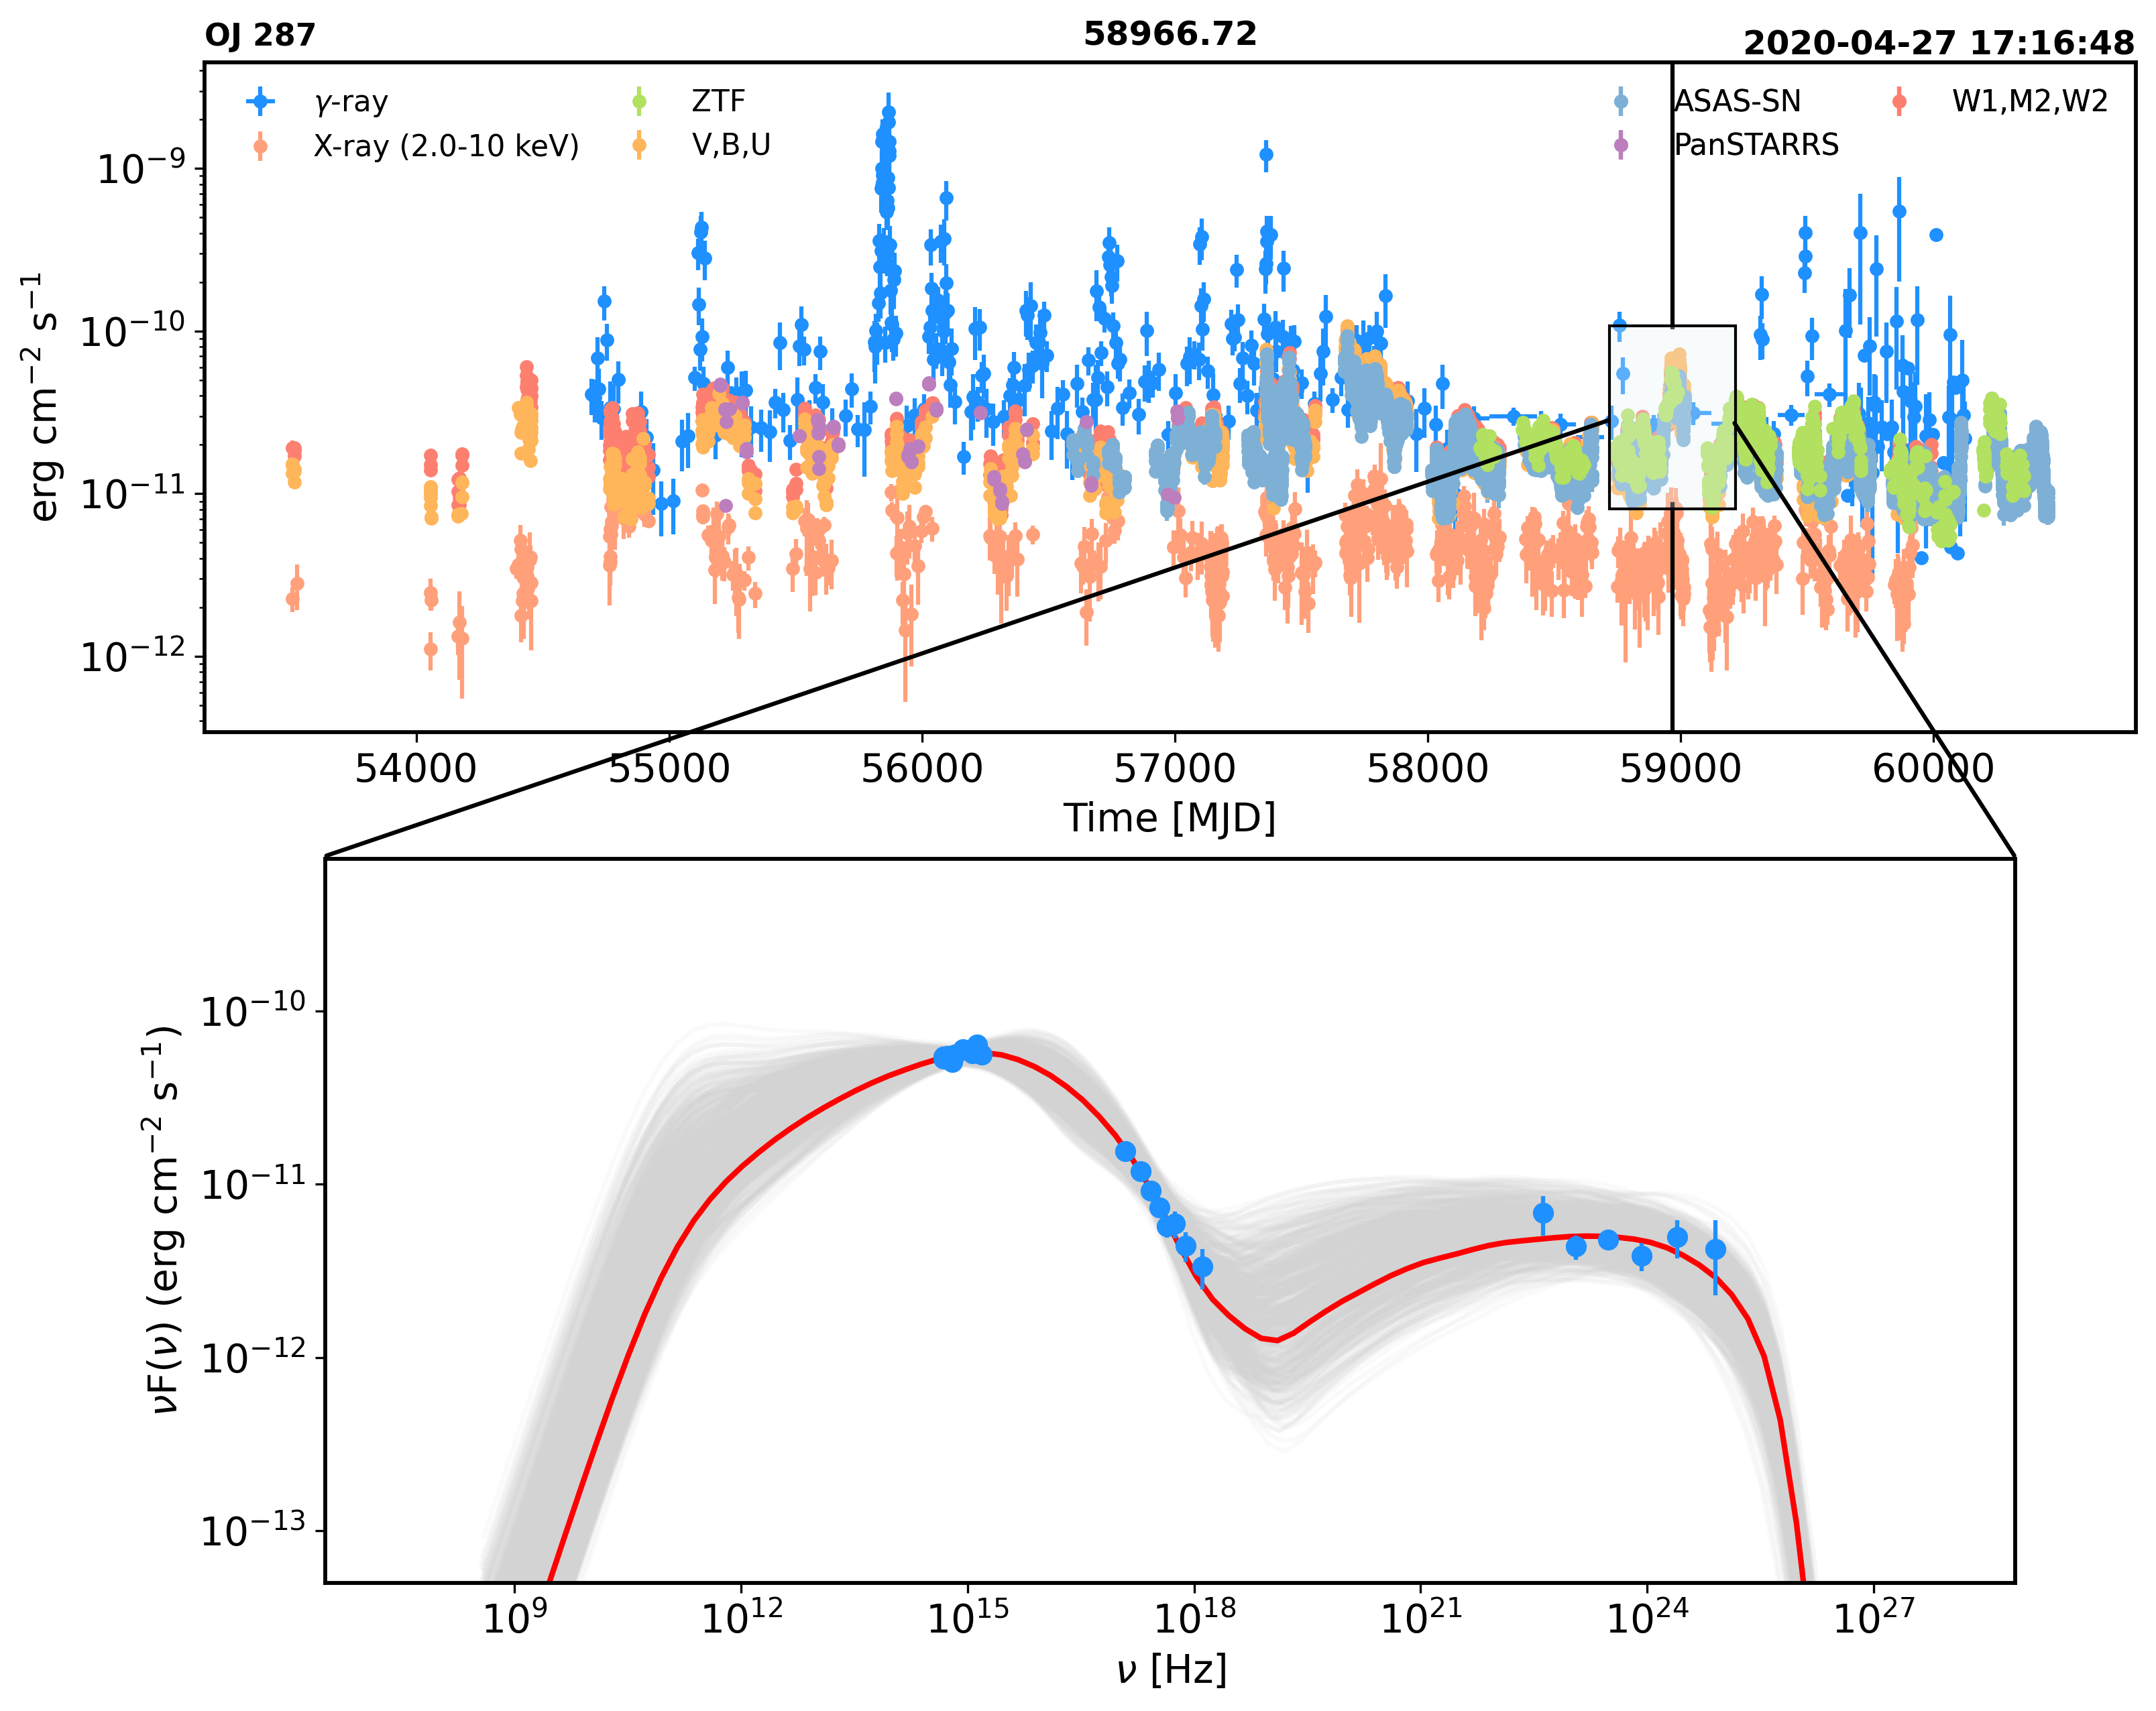 OJ 287 58966.72 2020-04-27 17:16:48
γ-ray ZTF ASAS-SN W1,M2,W2
X-ray (2.0-10 keV) V,B,U PanSTARRS
10⁻⁹
10⁻¹⁰
10⁻¹¹
10⁻¹²
erg cm⁻² s⁻¹
54000 55000 56000 57000 58000 59000 60000
Time [MJD]
10⁻¹⁰
10⁻¹¹
10⁻¹²
10⁻¹³
νF(ν) (erg cm⁻² s⁻¹)
10⁹ 10¹² 10¹⁵ 10¹⁸ 10²¹ 10²⁴ 10²⁷
ν [Hz]